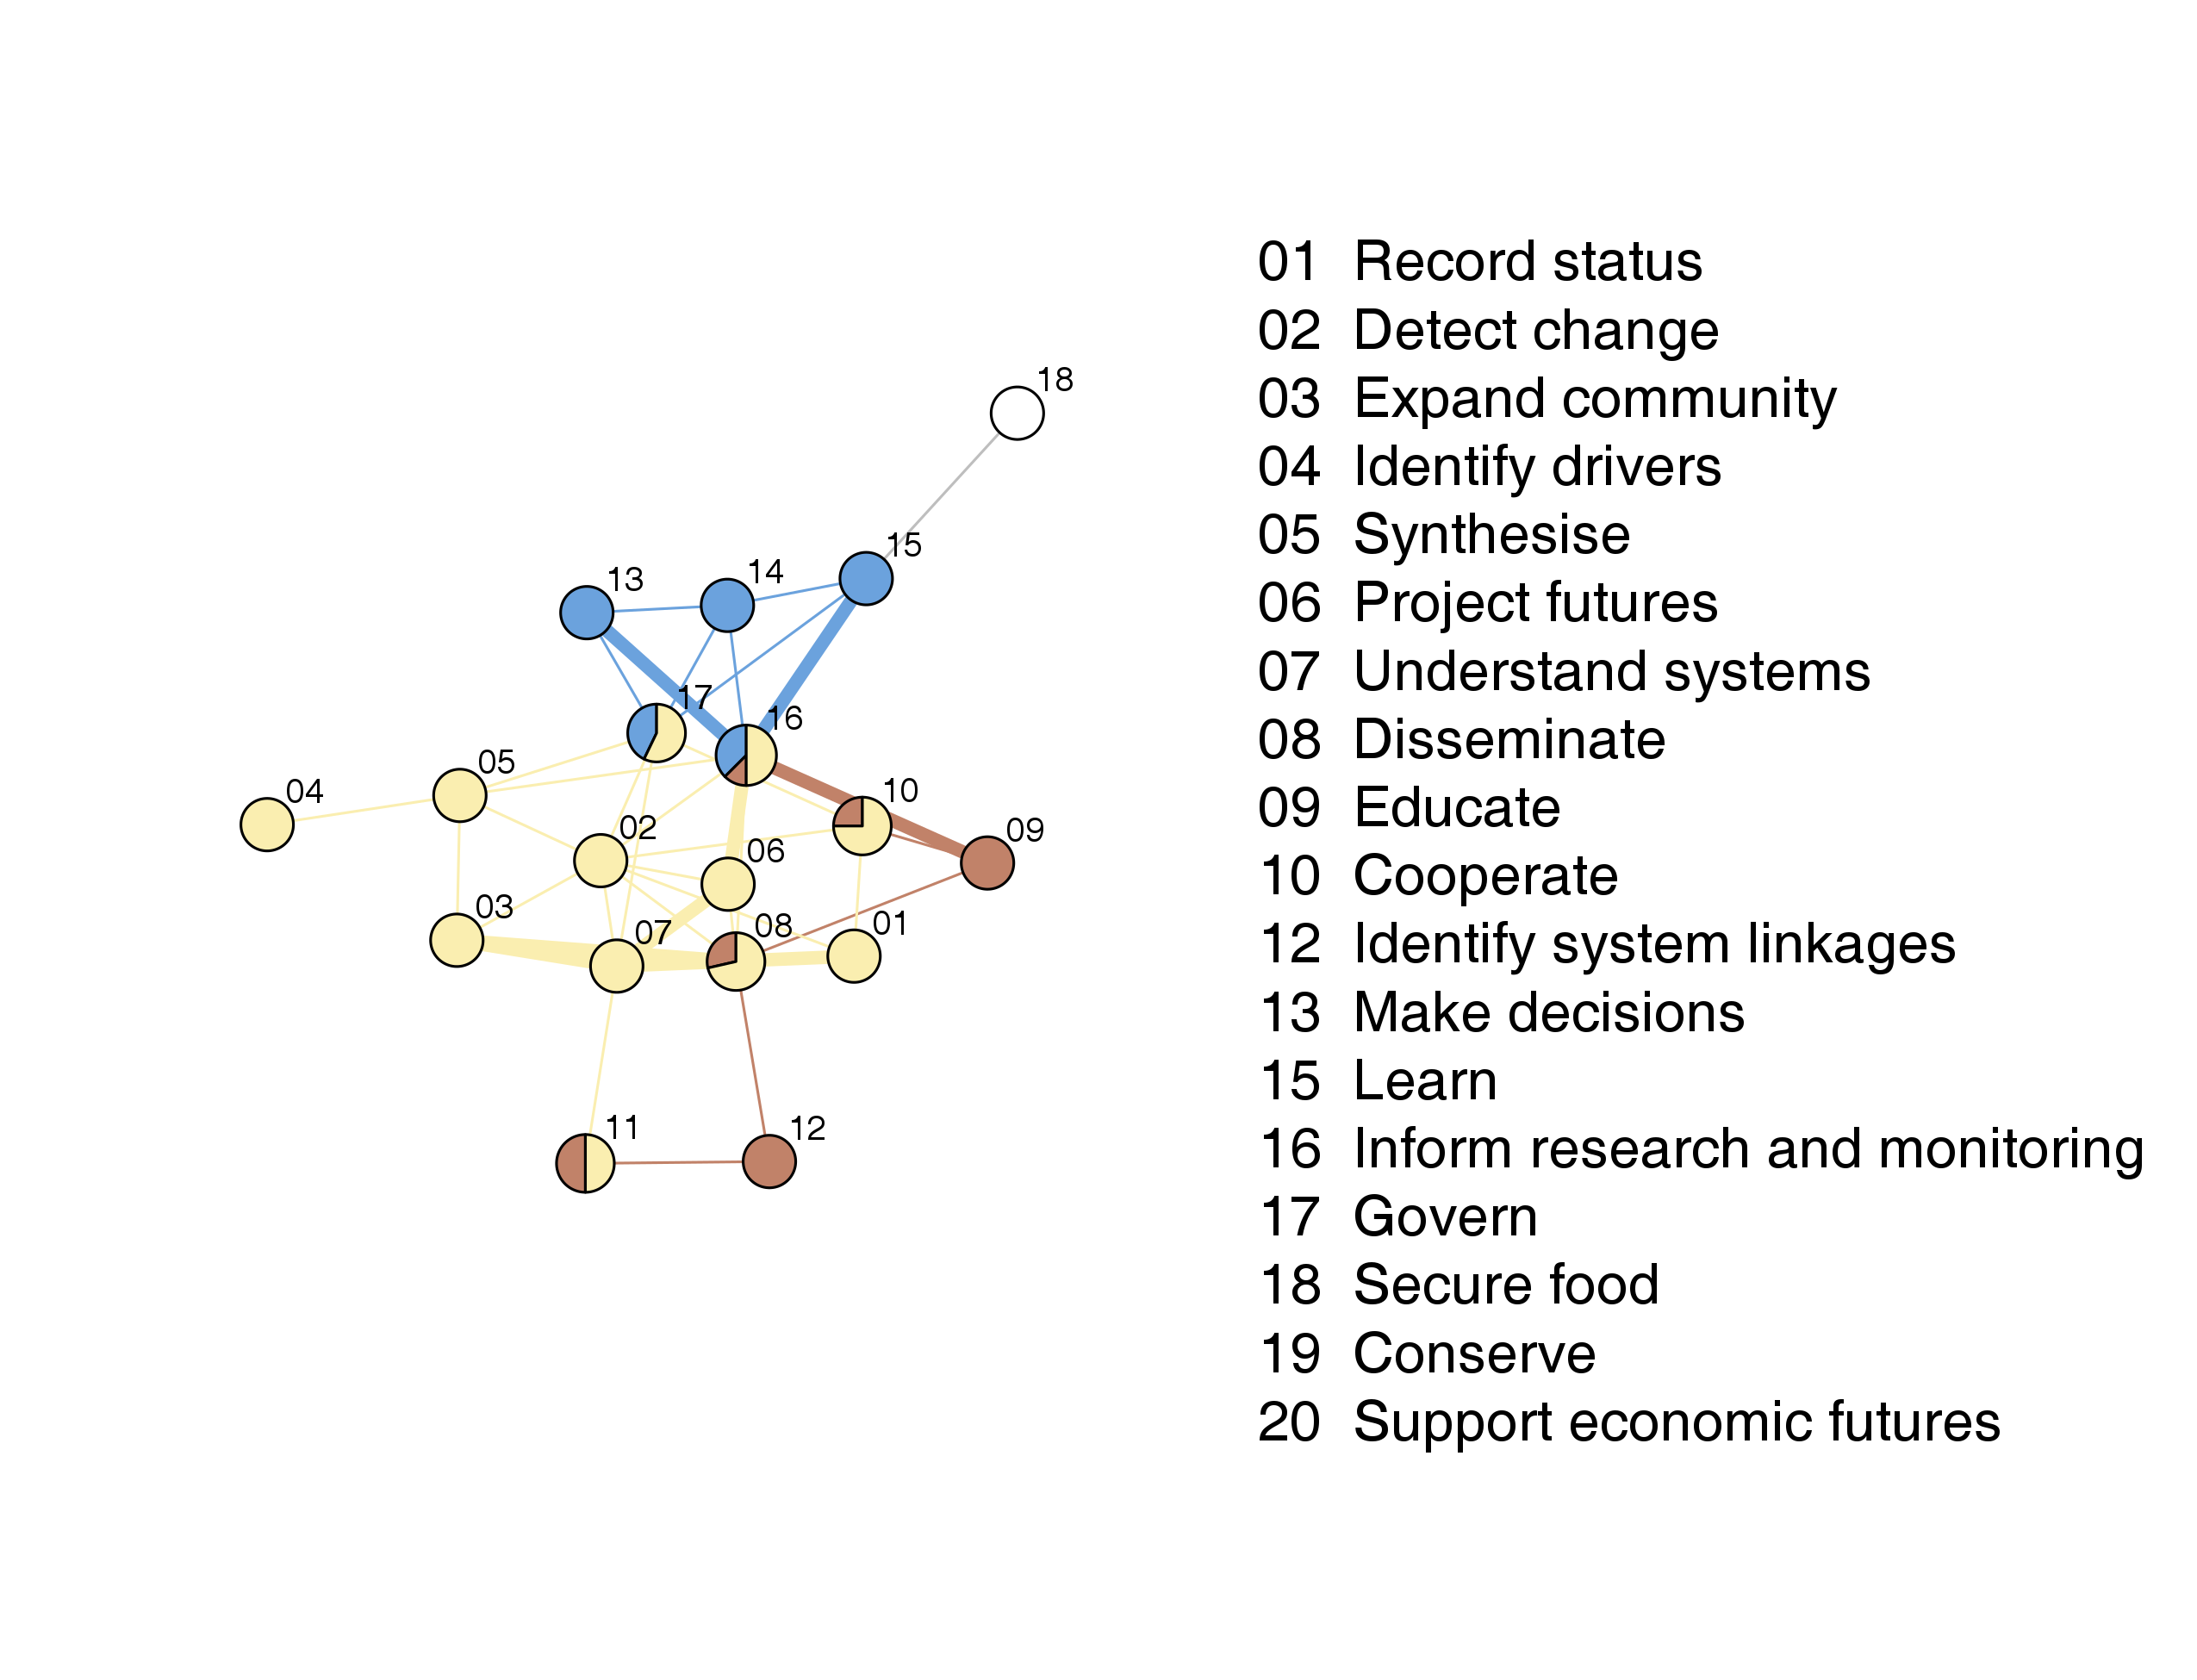 18
15
14
13
17
16
05
04
10
02
09
06
03
01
08
07
11
12
01 Record status
02 Detect change
03 Expand community
04 Identify drivers
05 Synthesise
06 Project futures
07 Understand systems
08 Disseminate
09 Educate
10 Cooperate
12 Identify system linkages
13 Make decisions
15 Learn
16 Inform research and monitoring
17 Govern
18 Secure food
19 Conserve
20 Support economic futures